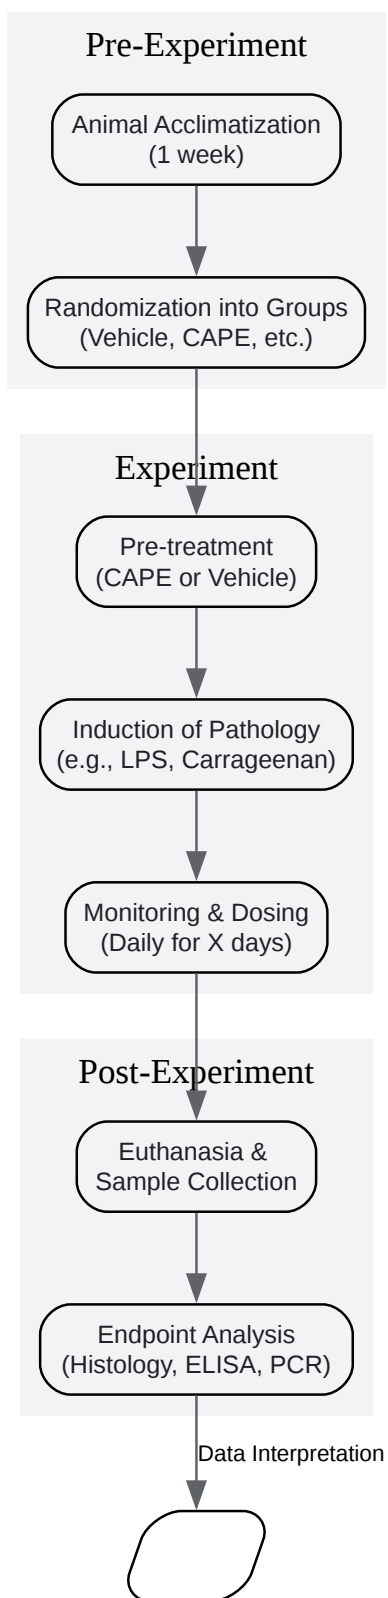 Pre-Experiment
Animal Acclimatization
(1 week)
Randomization into Groups
(Vehicle, CAPE, etc.)
Experiment
Pre-treatment
(CAPE or Vehicle)
Induction of Pathology
(e.g., LPS, Carrageenan)
Monitoring & Dosing
(Daily for X days)
Post-Experiment
Euthanasia &
Sample Collection
Endpoint Analysis
(Histology, ELISA, PCR)
Data Interpretation